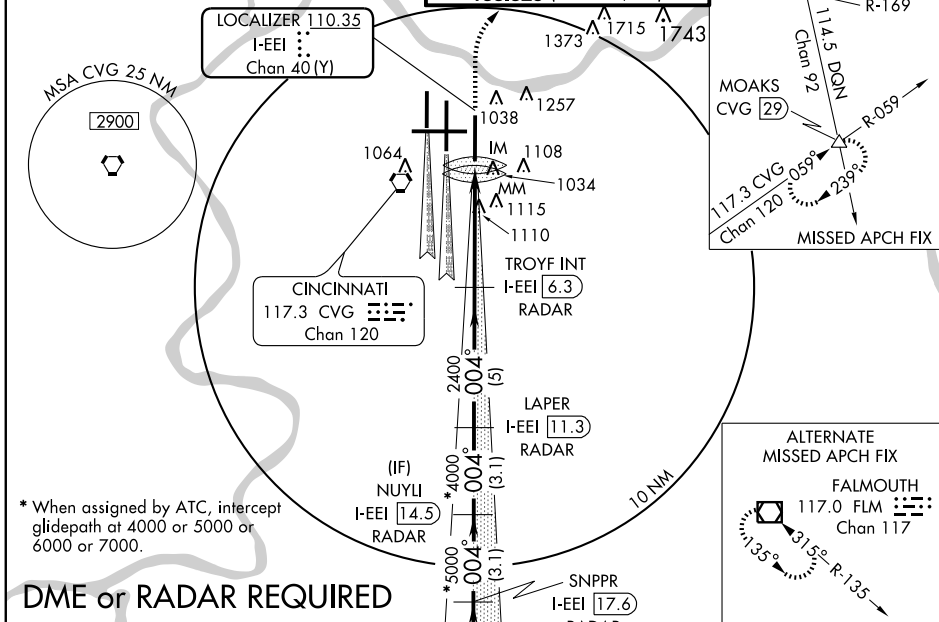 LOCALIZER 110.35
I-EEI
Chan 40 (Y)
1373
1715
1743
R-169
114.5 DQN
Chan 92
MOAKS
CVG 29
R-059
059°
239°
117.3 CVG
Chan 120
MISSED APCH FIX
MSA CVG 25 NM
2900
1257
1038
IM
1108
1064
1034
MM
1115
1110
CINCINNATI
117.3 CVG
Chan 120
TROYF INT
I-EEI 6.3
RADAR
2400
004°
(5)
LAPER
I-EEI 11.3
RADAR
*4000
004°
(3.1)
(IF)
NUYLI
I-EEI 14.5
RADAR
10 NM
*5000
004°
(3.1)
SNPPR
I-EEI 17.6
RADAR
* When assigned by ATC, intercept
glidepath at 4000 or 5000 or
6000 or 7000.
DME or RADAR REQUIRED
ALTERNATE
MISSED APCH FIX
FALMOUTH
117.0 FLM
Chan 117
135°
315°
R-135